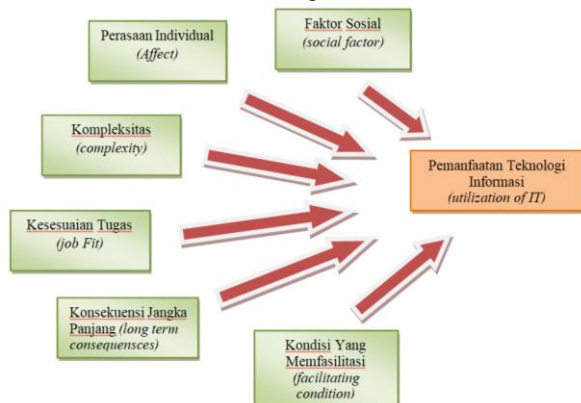 Perasaan Individual
(Affect)
Faktor Sosial
(social factor)
Kompleksitas
(complexity)
Pemanfaatan Teknologi
Informasi
(utilization of IT)
Kesesuaian Tugas
(job Fit)
Konsekuensi Jangka
Panjang (long term
consequensces)
Kondisi Yang
Memfasilitasi
(facilitating
condition)